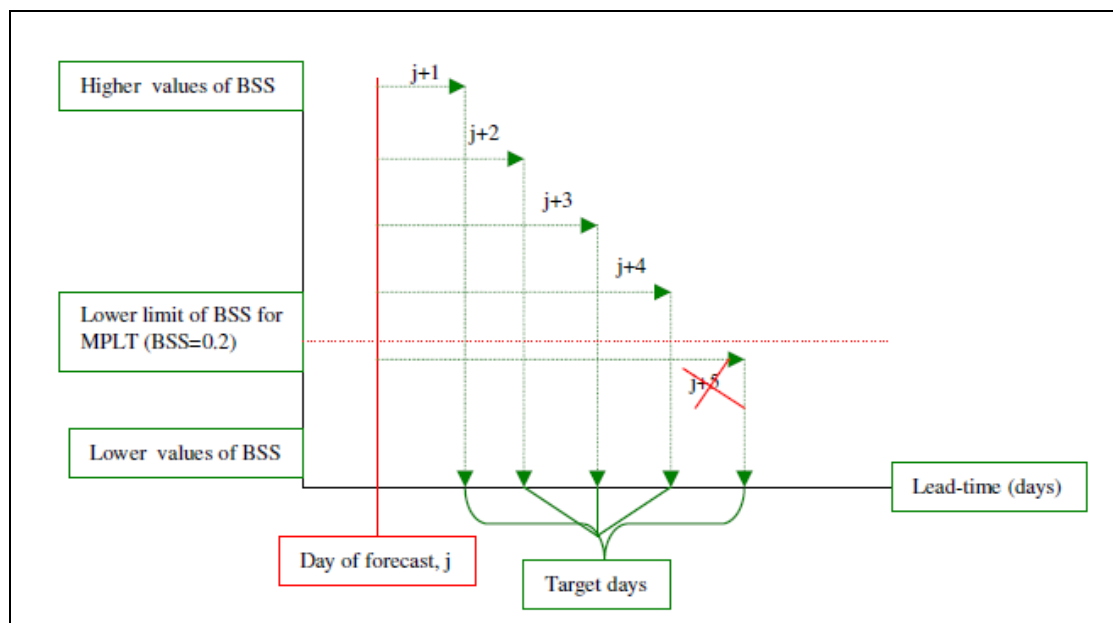 Higher values of BSS
j+1
j+2
j+3
j+4
Lower limit of BSS for
MPLT (BSS=0.2)
j+5
Lower values of BSS
Lead-time (days)
Day of forecast, j
Target days